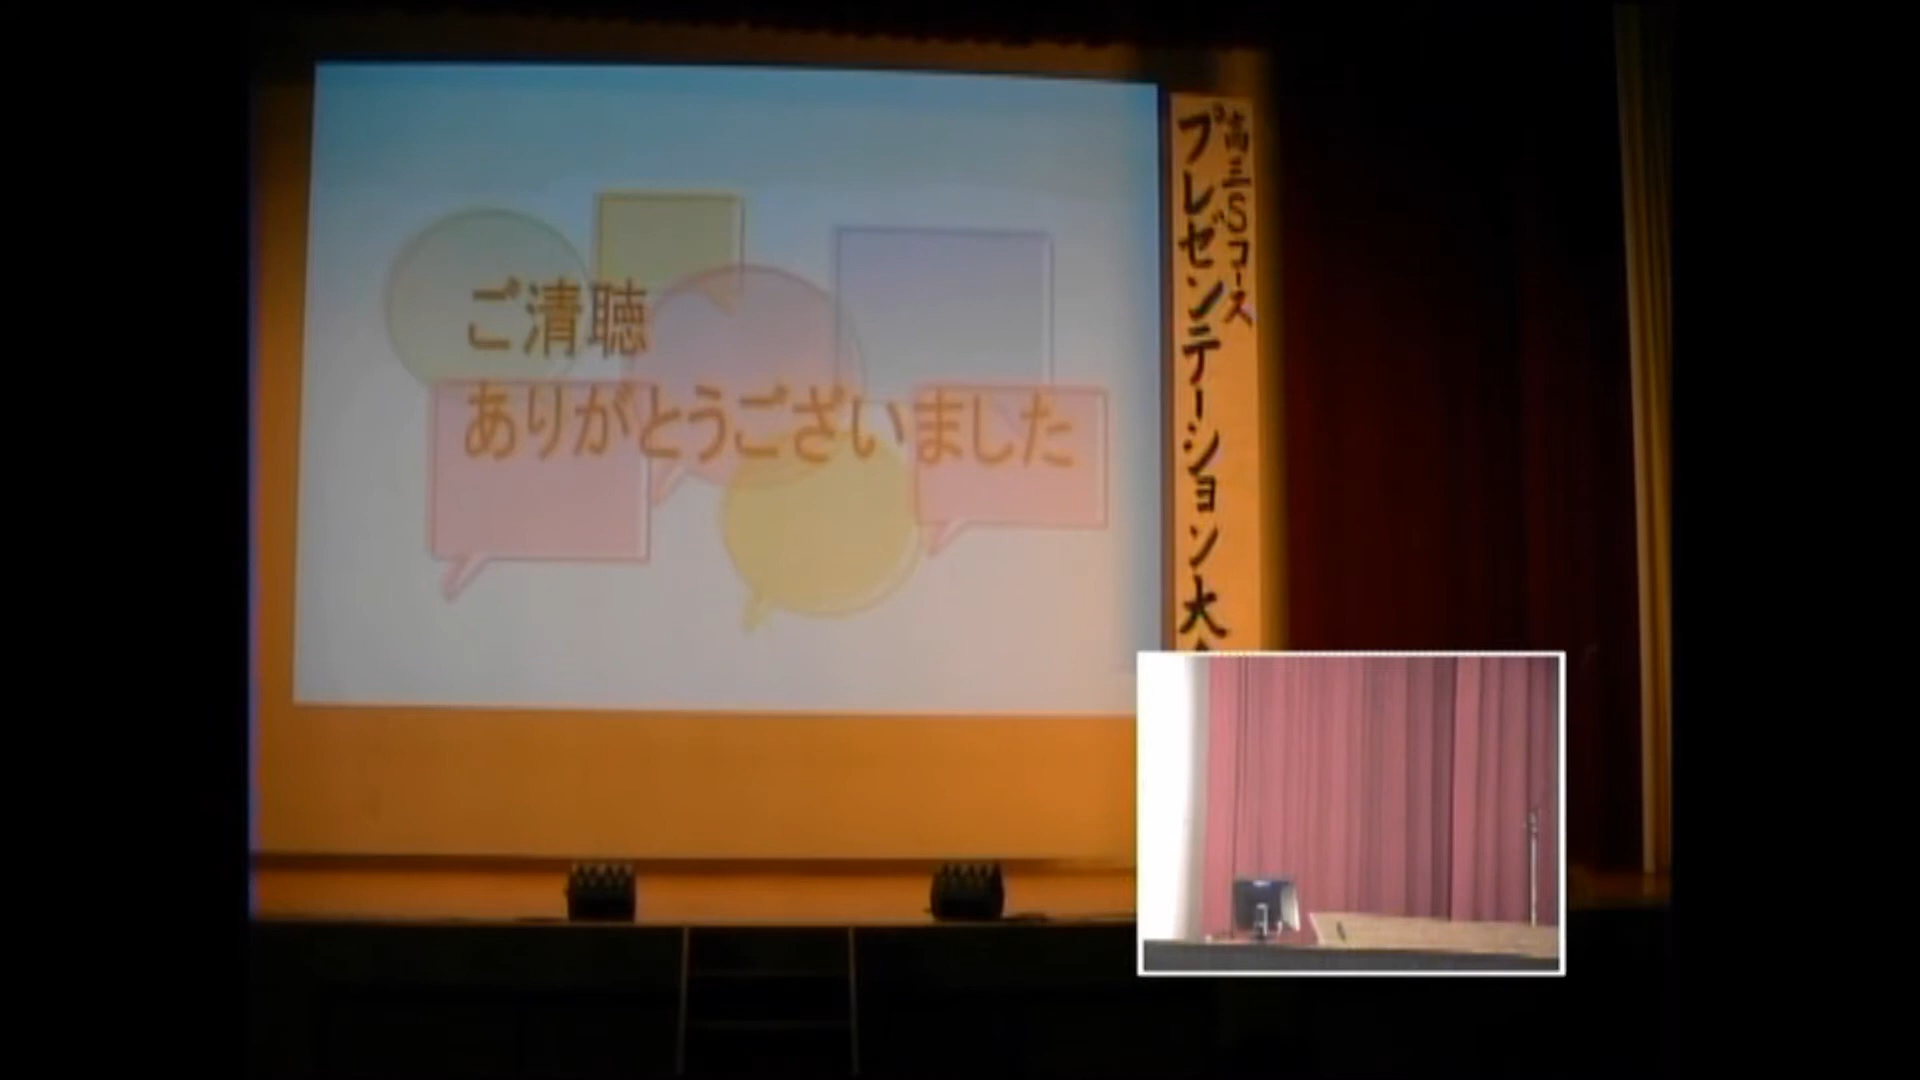 ご清聴
ありがとうございました
高三Sコース
プレゼンテーション大